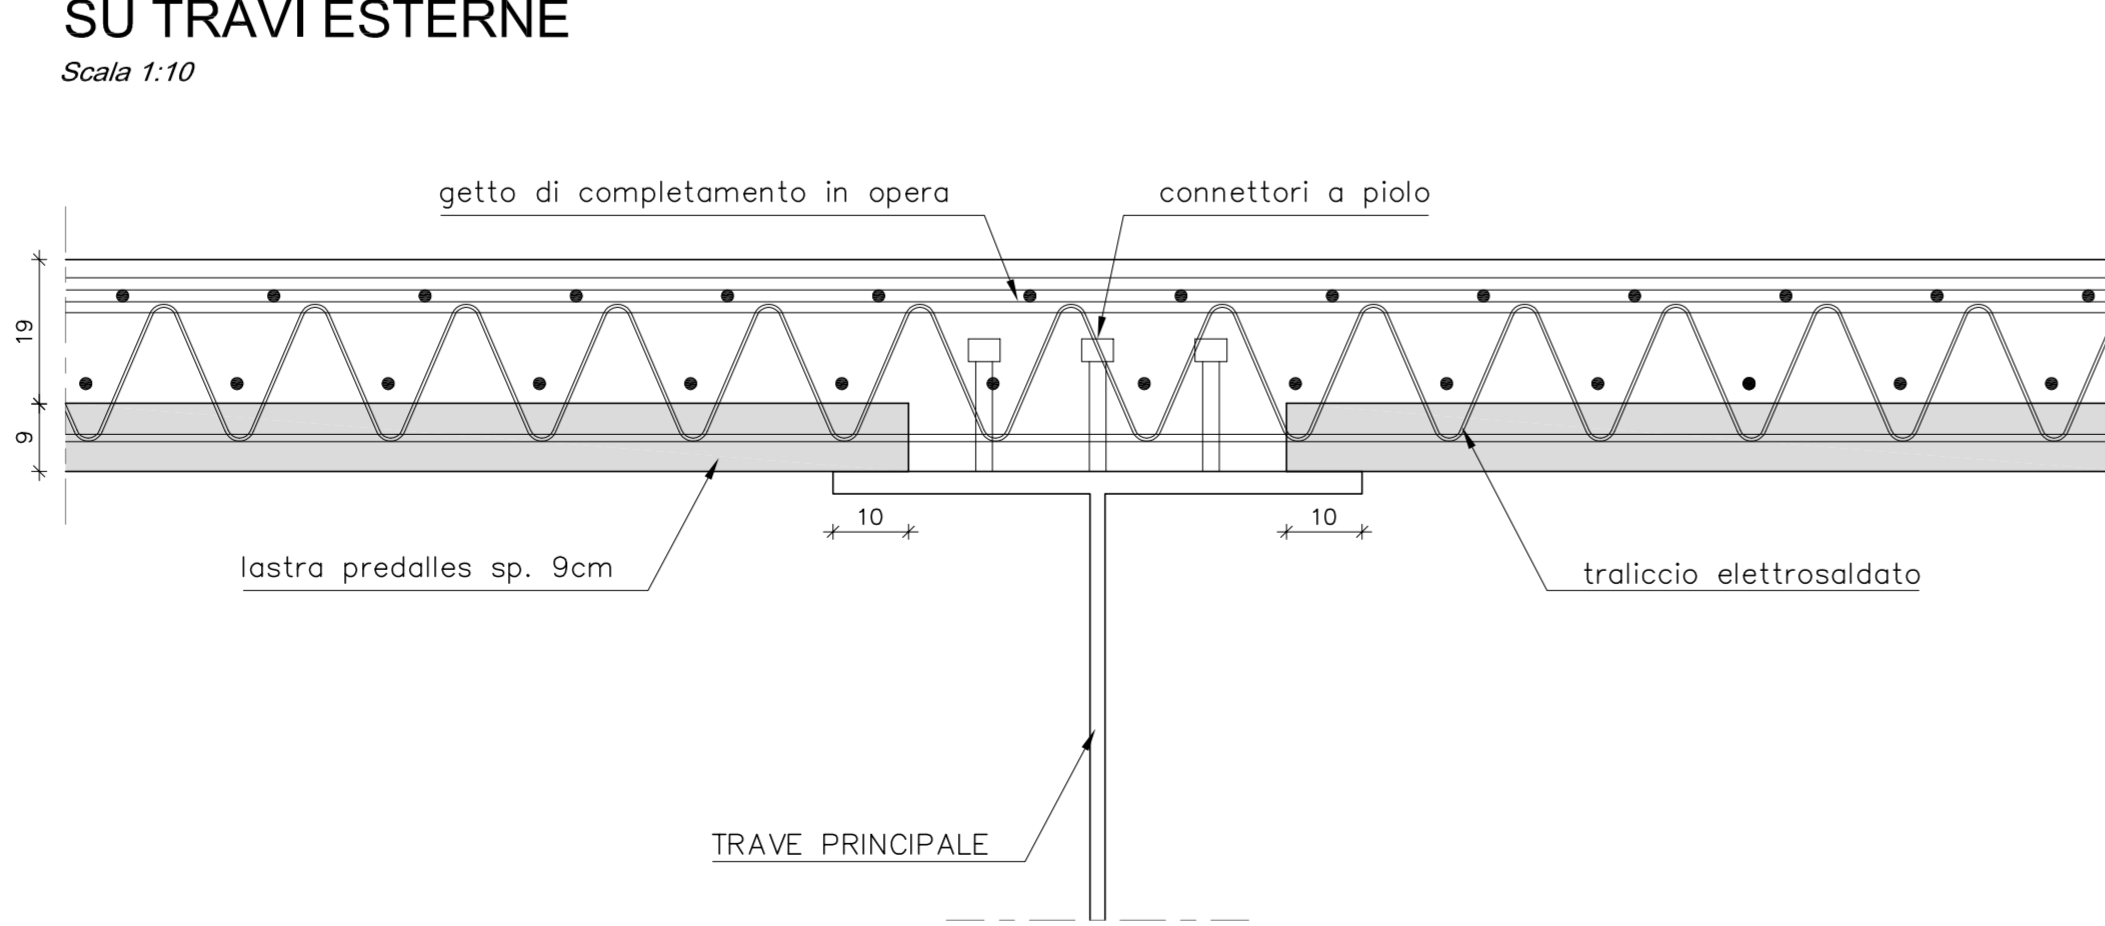 SU TRAVI ESTERNE
Scala 1:10
getto di completamento in opera
connettori a piolo
19
9
10
10
lastra predalles sp. 9cm
traliccio elettrosaldato
TRAVE PRINCIPALE